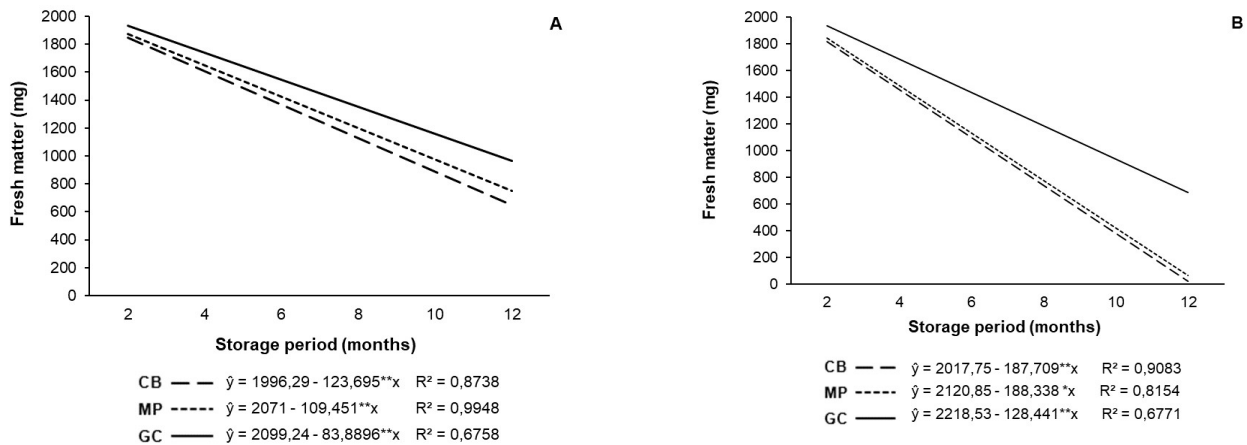 A
Fresh matter (mg)
2000
1800
1600
1400
1200
1000
800
600
400
200
0
2 4 6 8 10 12
Storage period (months)
CB ŷ = 1996,29 - 123,695**x R² = 0,8738
MP ŷ = 2071 - 109,451**x R² = 0,9948
GC ŷ = 2099,24 - 83,8896**x R² = 0,6758
B
Fresh matter (mg)
2000
1800
1600
1400
1200
1000
800
600
400
200
0
2 4 6 8 10 12
Storage period (months)
CB ŷ = 2017,75 - 187,709**x R² = 0,9083
MP ŷ = 2120,85 - 188,338 *x R² = 0,8154
GC ŷ = 2218,53 - 128,441**x R² = 0,6771